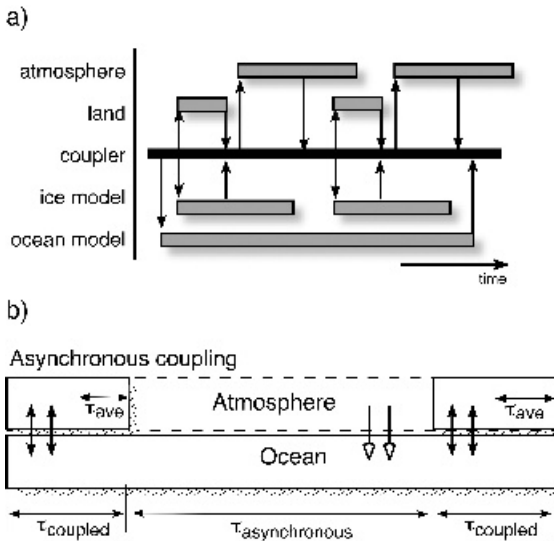 a)
atmosphere
land
coupler
ice model
ocean model
time
b)
Asynchronous coupling
τave Atmosphere τave
Ocean
τcoupled τasynchronous τcoupled